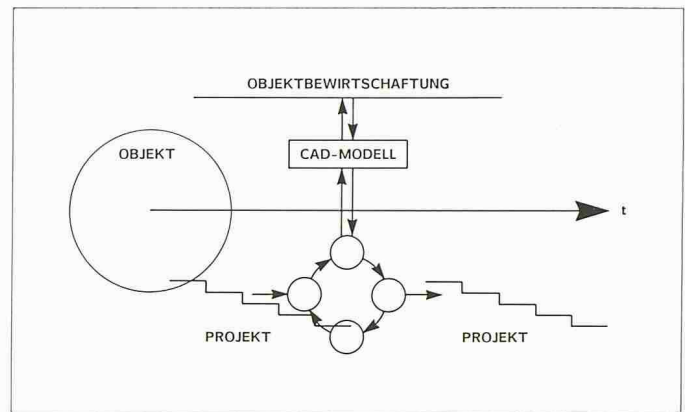 OBJEKTBEWIRTSCHAFTUNG
OBJEKT
CAD-MODELL
t
PROJEKT
PROJEKT